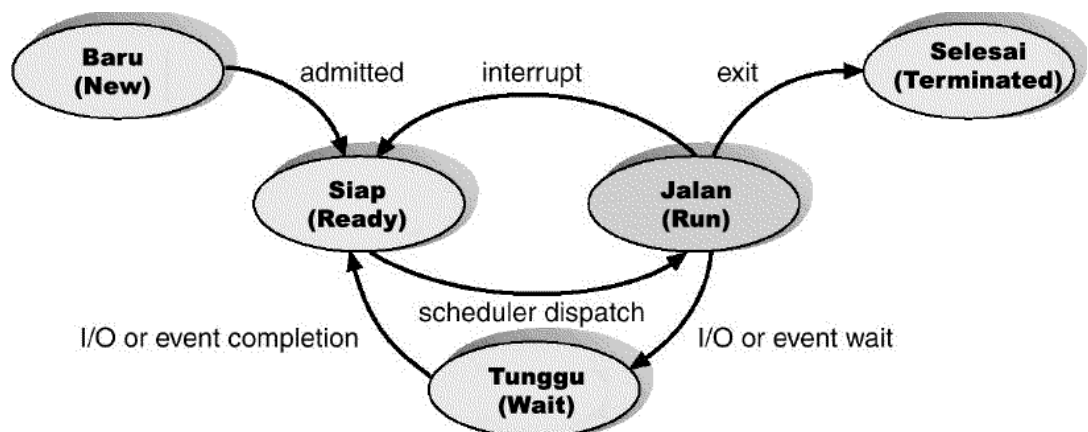 Baru
(New)
admitted
interrupt
exit
Selesai
(Terminated)
Siap
(Ready)
Jalan
(Run)
scheduler dispatch
I/O or event completion
I/O or event wait
Tunggu
(Wait)